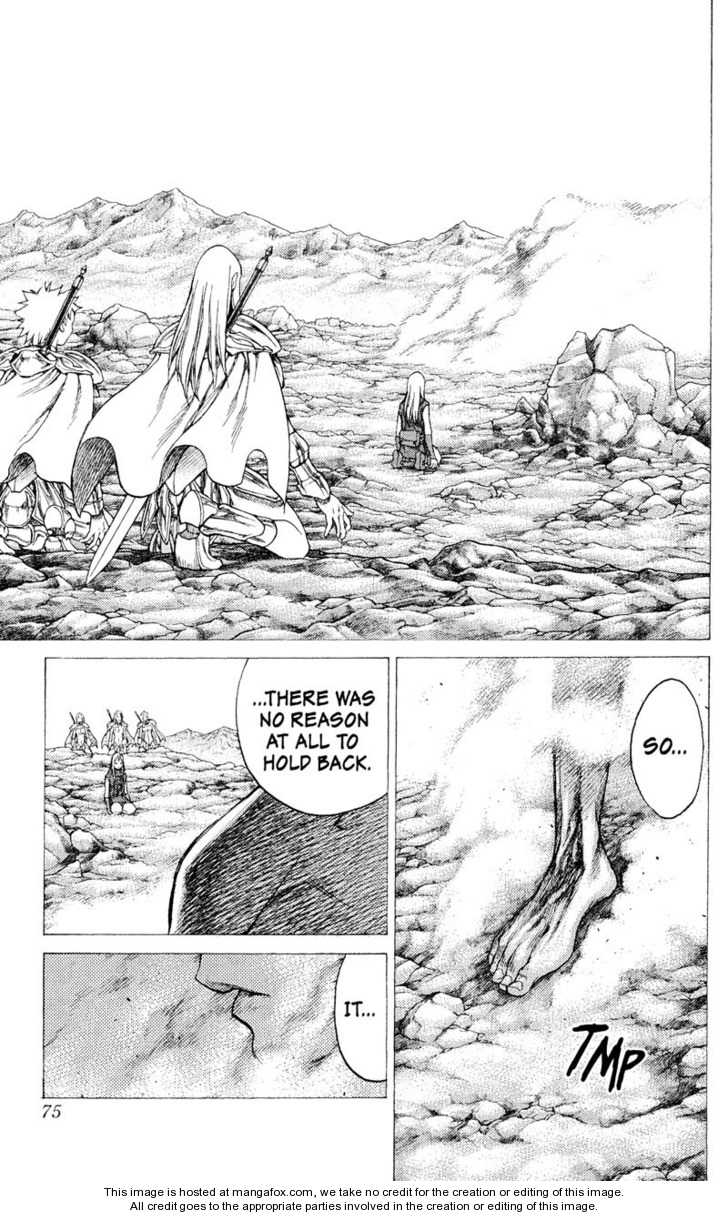 SO...
TMP
...THERE WAS
NO REASON
AT ALL TO
HOLD BACK.
IT...
75
This image is hosted at mangafox.com, we take no credit for the creation or editing of this image.
All credit goes to the appropriate parties involved in the creation or editing of this image.